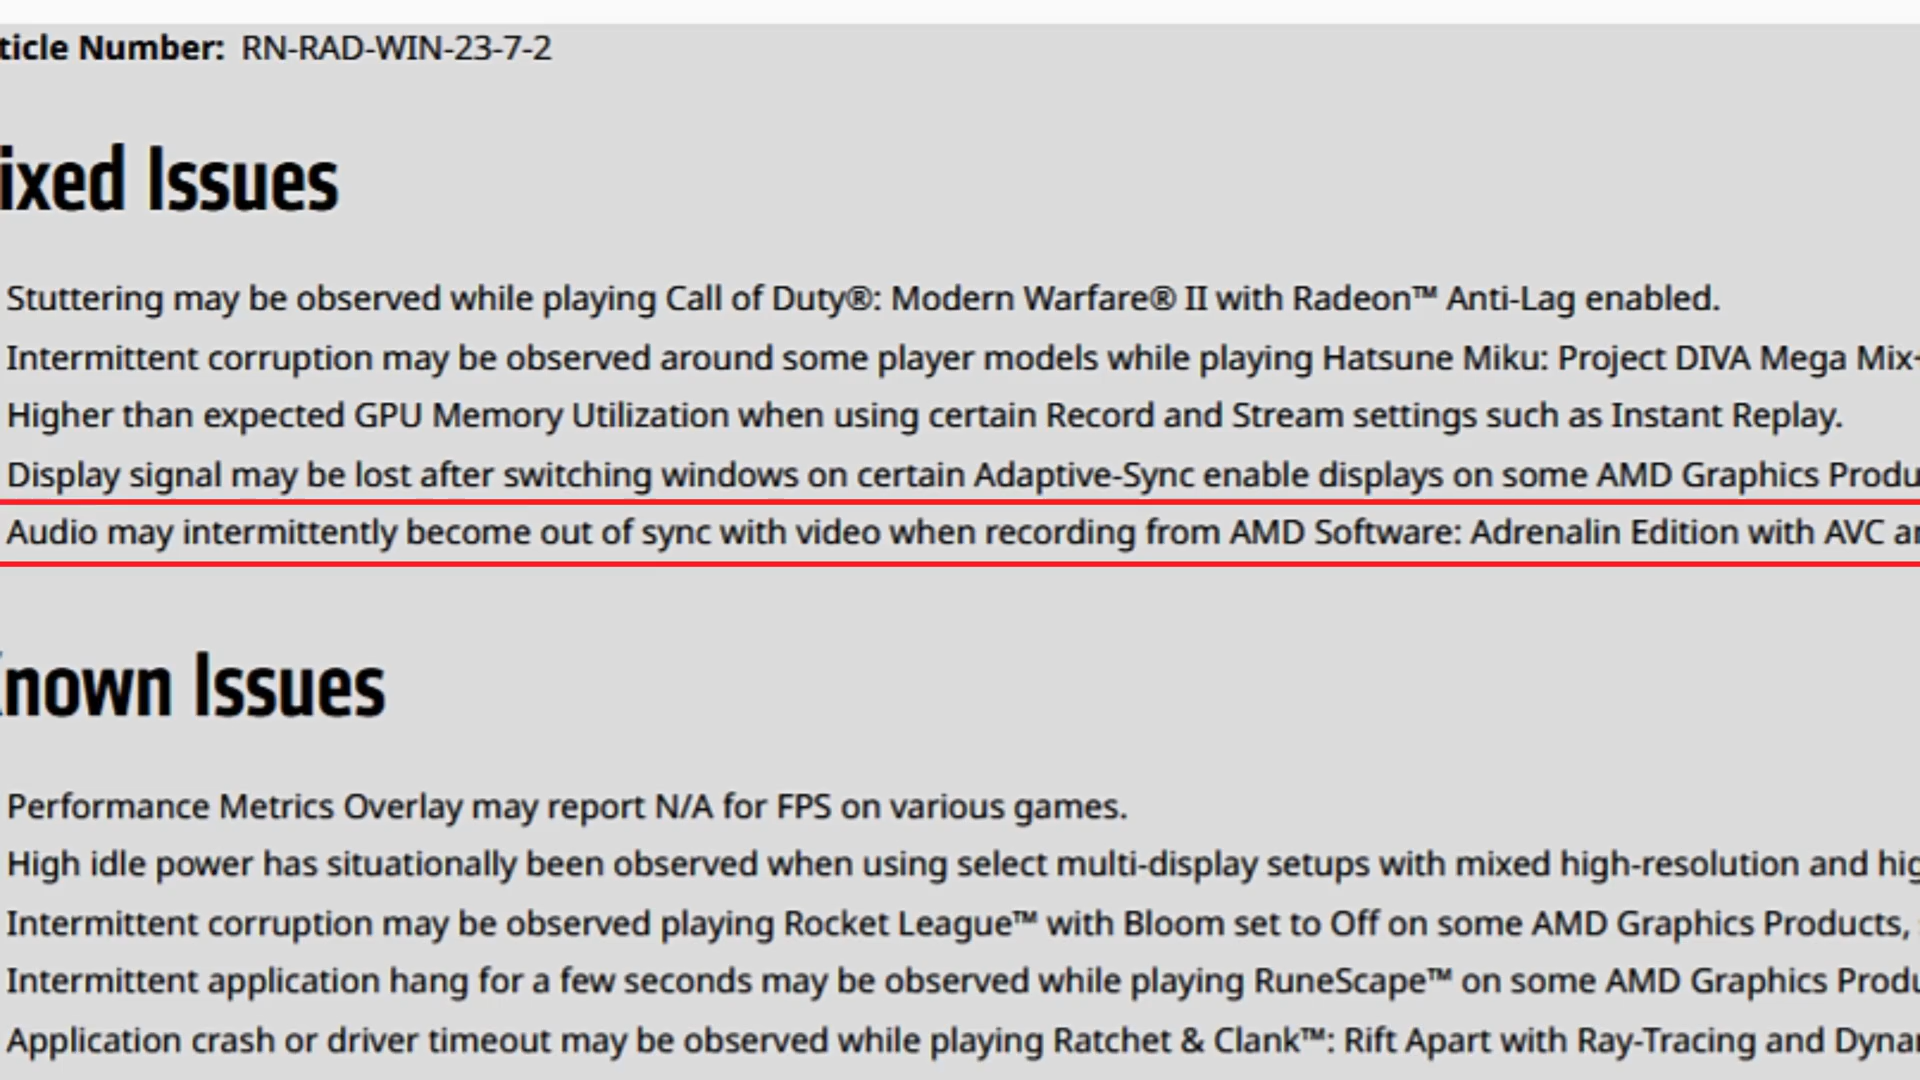 ticle Number: RN-RAD-WIN-23-7-2
ixed Issues
Stuttering may be observed while playing Call of Duty®: Modern Warfare® II with Radeon™ Anti-Lag enabled.
Intermittent corruption may be observed around some player models while playing Hatsune Miku: Project DIVA Mega Mix+
Higher than expected GPU Memory Utilization when using certain Record and Stream settings such as Instant Replay.
Display signal may be lost after switching windows on certain Adaptive-Sync enable displays on some AMD Graphics Produ
Audio may intermittently become out of sync with video when recording from AMD Software: Adrenalin Edition with AVC an
nown Issues
Performance Metrics Overlay may report N/A for FPS on various games.
High idle power has situationally been observed when using select multi-display setups with mixed high-resolution and hig
Intermittent corruption may be observed playing Rocket League™ with Bloom set to Off on some AMD Graphics Products,
Intermittent application hang for a few seconds may be observed while playing RuneScape™ on some AMD Graphics Produ
Application crash or driver timeout may be observed while playing Ratchet & Clank™: Rift Apart with Ray-Tracing and Dynam